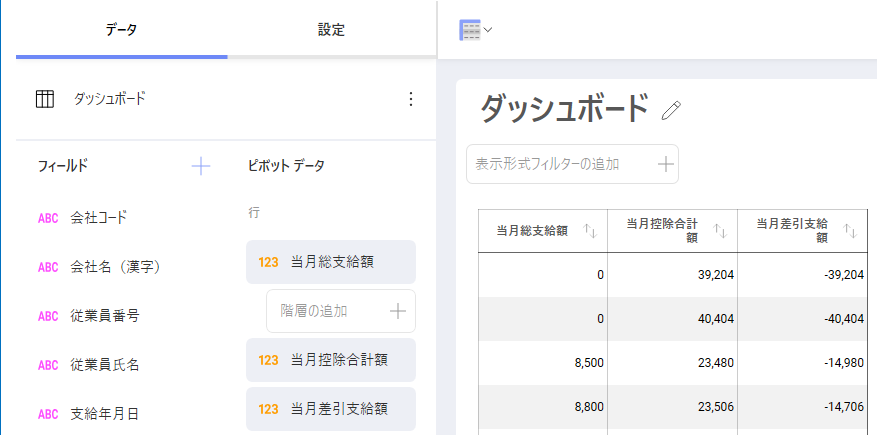 データ 設定
ダッシュボード
フィールド ピボット データ
行
ABC 会社コード
ABC 会社名（漢字）
ABC 従業員番号
ABC 従業員氏名
ABC 支給年月日
123 当月総支給額
階層の追加
123 当月控除合計額
123 当月差引支給額
ダッシュボード
表示形式フィルターの追加
当月総支給額 当月控除合計額 当月差引支給額
0 39,204 -39,204
0 40,404 -40,404
8,500 23,480 -14,980
8,800 23,506 -14,706